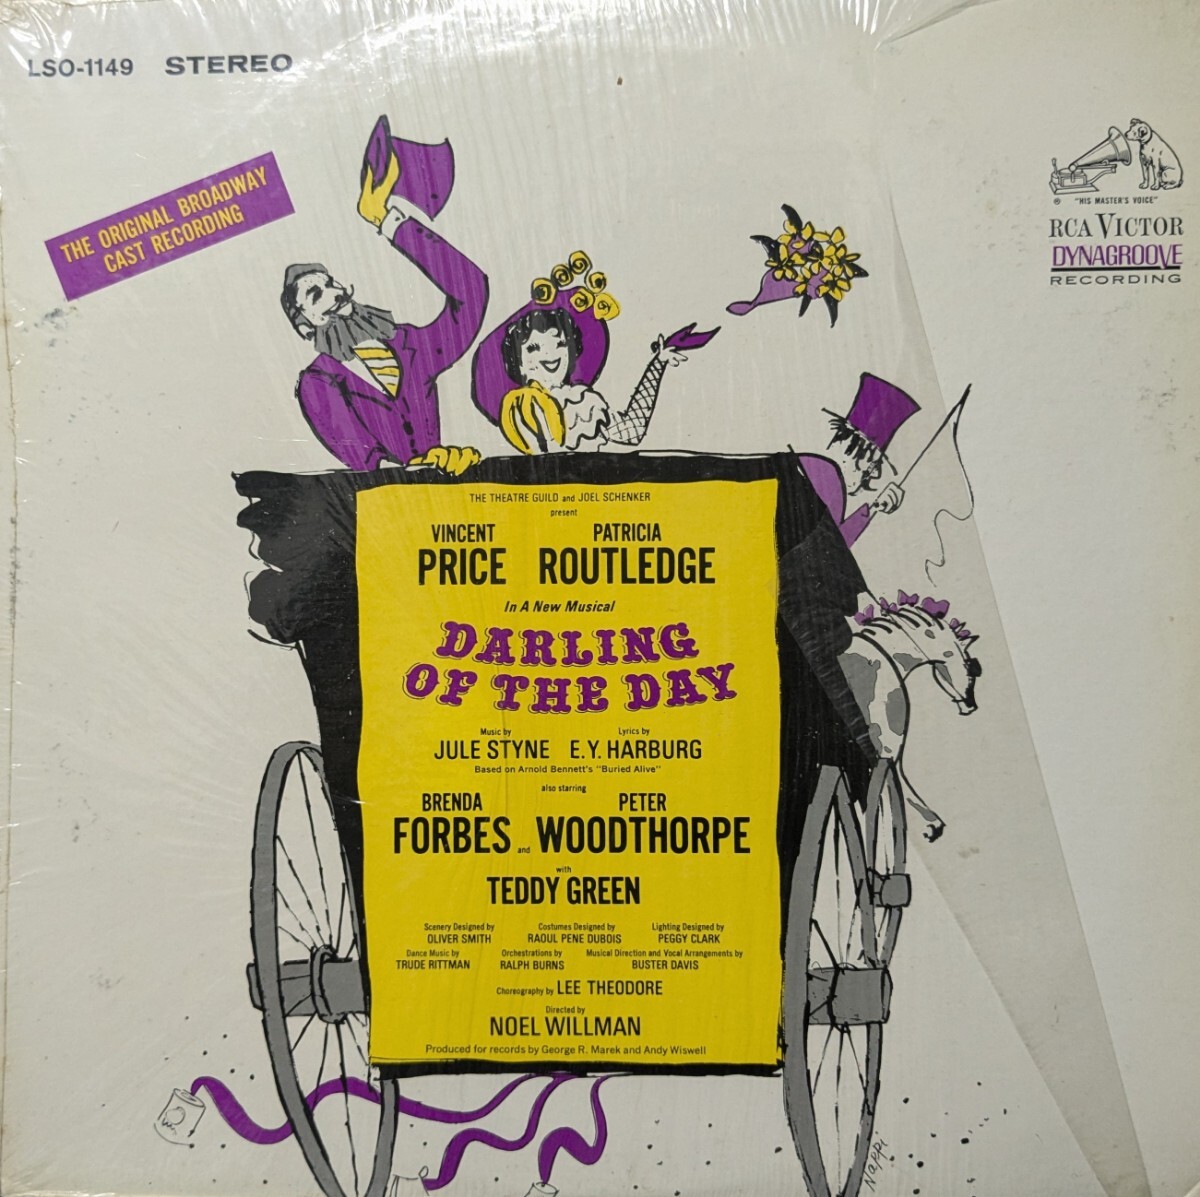 LSO-1149 STEREO
THE ORIGINAL BROADWAY
CAST RECORDING
"HIS MASTER'S VOICE"
RCA VICTOR
DYNAGROOVE
RECORDING
THE THEATRE GUILD and JOEL SCHENKER
present
VINCENT PATRICIA
PRICE ROUTLEDGE
In A New Musical
DARLING
OF THE DAY
Music by Lyrics by
JULE STYNE E.Y. HARBURG
Based on Arnold Bennett's "Buried Alive"
also starring
BRENDA PETER
FORBES and WOODTHORPE
with
TEDDY GREEN
Scenery Designed by Costumes Designed by Lighting Designed by
OLIVER SMITH RAOUL PENE DUBOIS PEGGY CLARK
Dance Music by Orchestrations by Musical Direction and Vocal Arrangements by
TRUDE RITTMAN RALPH BURNS BUSTER DAVIS
Choreography by LEE THEODORE
Directed by
NOEL WILLMAN
Produced for records by George R. Marek and Andy Wiswell
Nappi